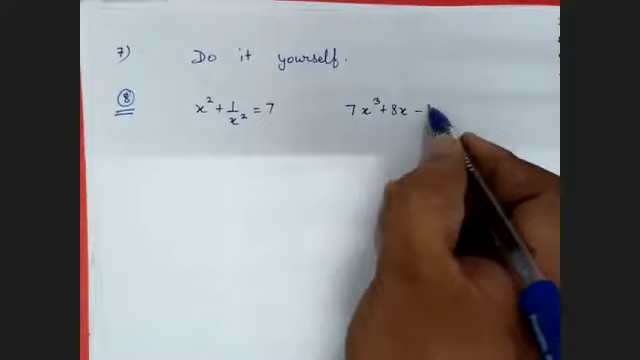 7) Do it yourself.
8 x² + 1/x² = 7 7x³ + 8x -